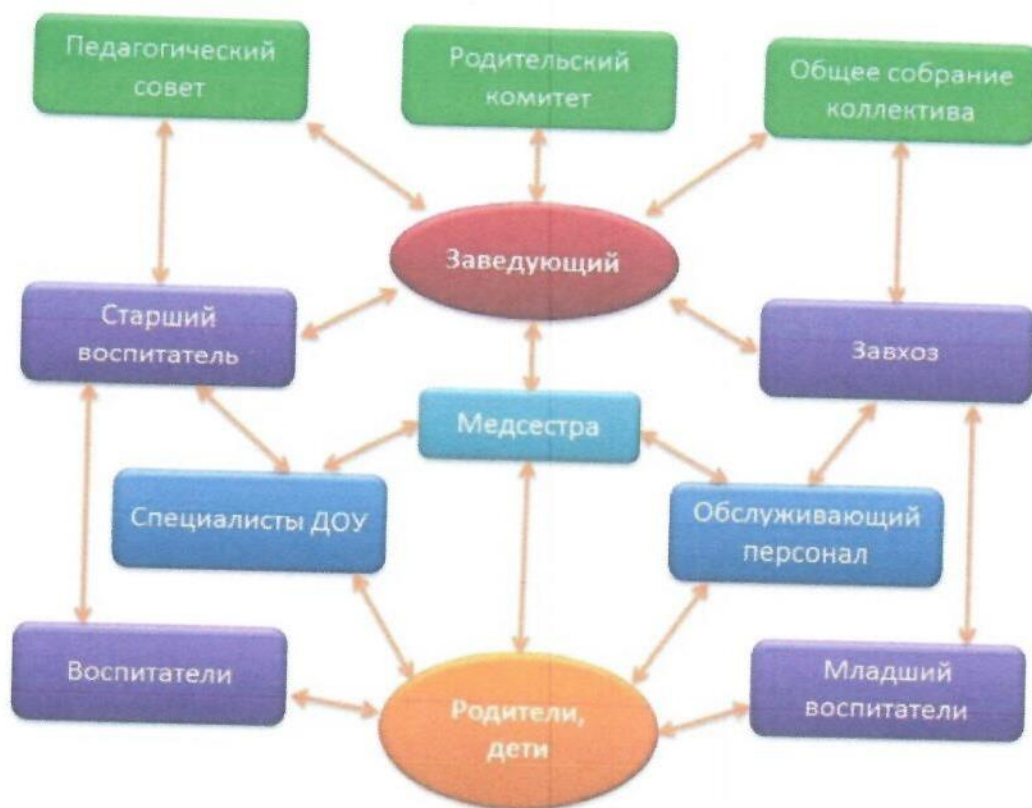 Педагогический
совет
Родительский
комитет
Общее собрание
коллектива
Заведующий
Старший
воспитатель
Завхоз
Медсестра
Специалисты ДОУ
Обслуживающий
персонал
Воспитатели
Младший
воспитатели
Родители,
дети